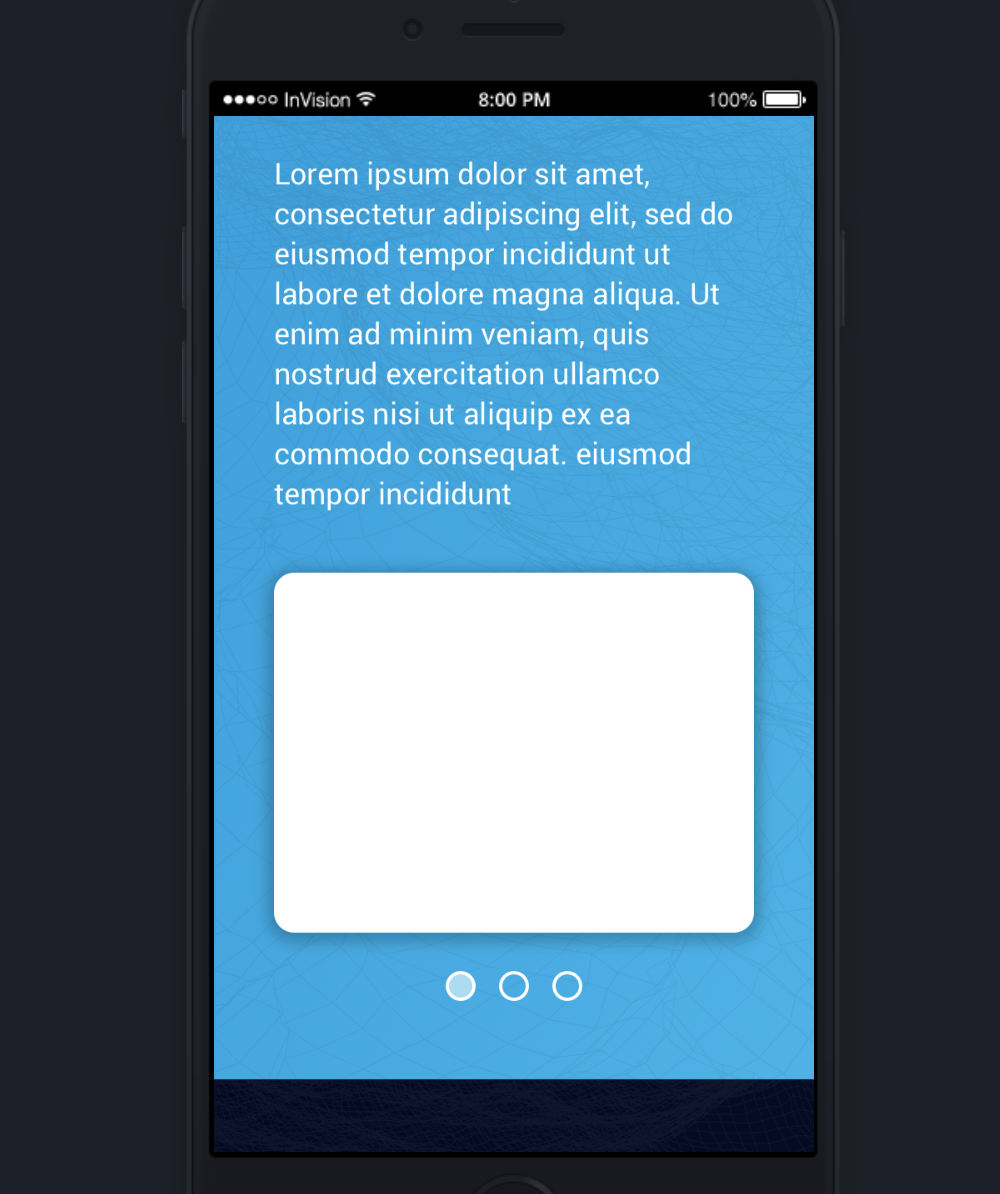 InVision 8:00 PM 100%
Lorem ipsum dolor sit amet,
consectetur adipiscing elit, sed do
eiusmod tempor incididunt ut
labore et dolore magna aliqua. Ut
enim ad minim veniam, quis
nostrud exercitation ullamco
laboris nisi ut aliquip ex ea
commodo consequat. eiusmod
tempor incididunt